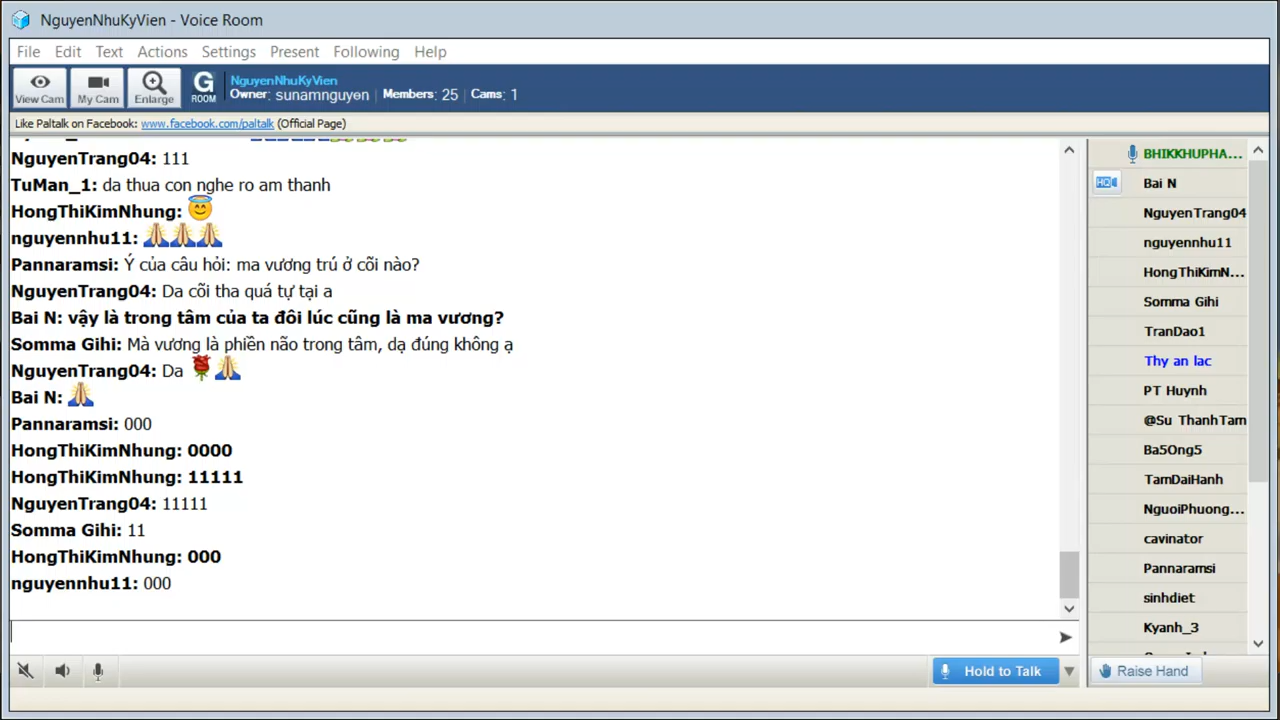 NguyenNhuKyVien - Voice Room
File Edit Text Actions Settings Present Following Help
View Cam
My Cam
Enlarge
G ROOM
NguyenNhuKyVien
Owner: sunamnguyen | Members: 25 | Cams: 1
Like Paltalk on Facebook: www.facebook.com/paltalk (Official Page)
NguyenTrang04: 111
TuMan_1: da thua con nghe ro am thanh
HongThiKimNhung: 😇
nguyennhu11: 🙏🙏🙏
Pannaramsi: Ý của câu hỏi: ma vương trú ở cõi nào?
NguyenTrang04: Da cõi tha quá tự tại a
Bai N: vậy là trong tâm của ta đôi lúc cũng là ma vương?
Somma Gihi: Mà vương là phiền não trong tâm, dạ đúng không ạ
NguyenTrang04: Da 🌹🙏
Bai N: 🙏
Pannaramsi: 000
HongThiKimNhung: 0000
HongThiKimNhung: 11111
NguyenTrang04: 11111
Somma Gihi: 11
HongThiKimNhung: 000
nguyennhu11: 000
BHIKKHUPHA...
Bai N
NguyenTrang04
nguyennhu11
HongThiKimN...
Somma Gihi
TranDao1
Thy an lac
PT Huynh
@Su ThanhTam
Ba5Ong5
TamDaiHanh
NguoiPhuong...
cavinator
Pannaramsi
sinhdiet
Kyanh_3
Hold to Talk
Raise Hand